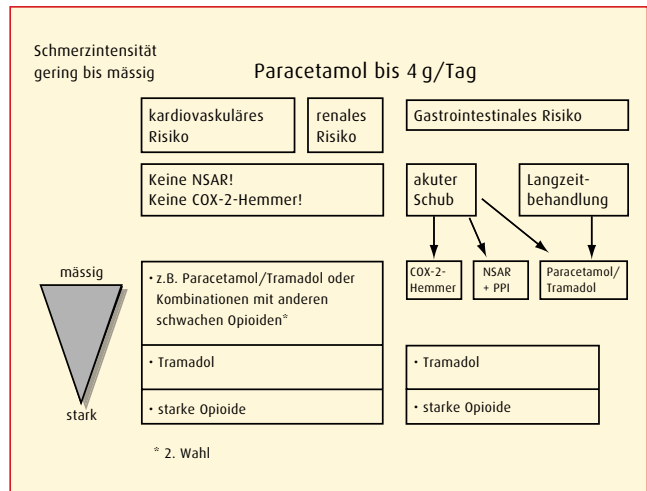 Schmerzintensität
gering bis mässig
Paracetamol bis 4 g/Tag
kardiovaskuläres
Risiko
renales
Risiko
Gastrointestinales Risiko
Keine NSAR!
Keine COX-2-Hemmer!
akuter
Schub
Langzeit-
behandlung
mässig
· z.B. Paracetamol/Tramadol oder
Kombinationen mit anderen
schwachen Opioiden*
COX-2-
Hemmer
NSAR
+ PPI
Paracetamol/
Tramadol
· Tramadol
· Tramadol
· starke Opioide
· starke Opioide
stark
* 2. Wahl